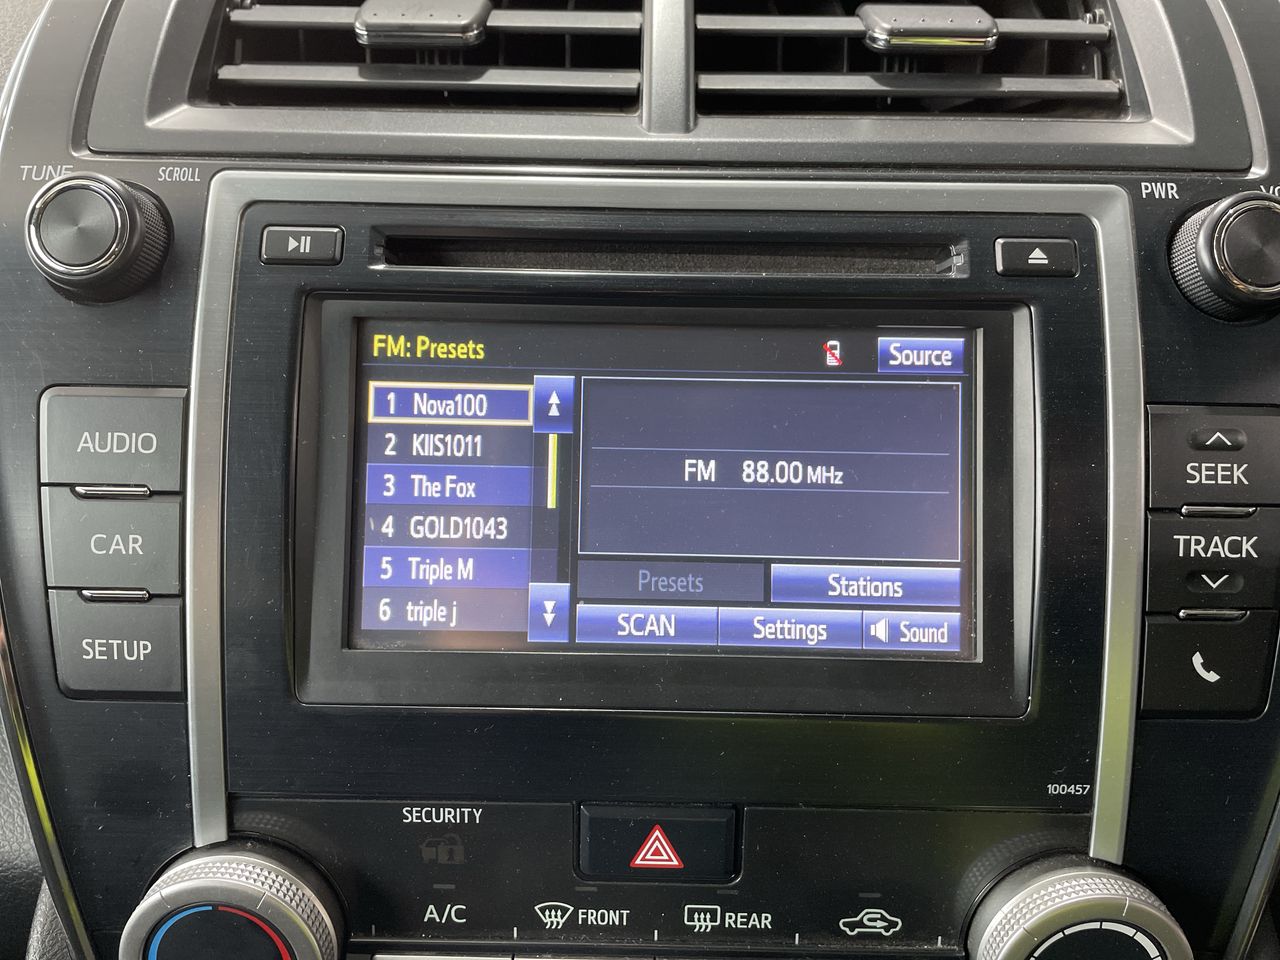 TUNE
SCROLL
PWR
FM: Presets
Source
1 Nova100
2 KIIS1011
3 The Fox
4 GOLD1043
5 Triple M
6 triple j
FM 88.00 MHz
Presets
Stations
SCAN
Settings
Sound
AUDIO
CAR
SETUP
SEEK
TRACK
100457
SECURITY
A/C
FRONT
REAR